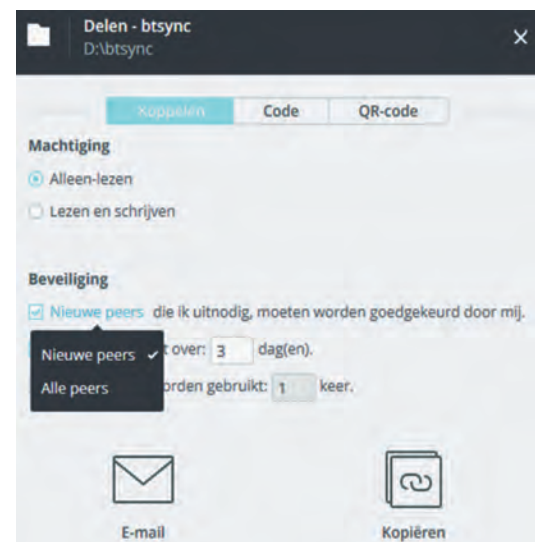 Delen - btsync
D:\btsync
Koppelen Code QR-code
Machtiging
Alleen-lezen
Lezen en schrijven
Beveiliging
Nieuwe peers die ik uitnodig, moeten worden goedgekeurd door mij.
Nieuwe peers
over: 3 dag(en).
Alle peers
gebruikt: 1 keer.
E-mail Kopiëren